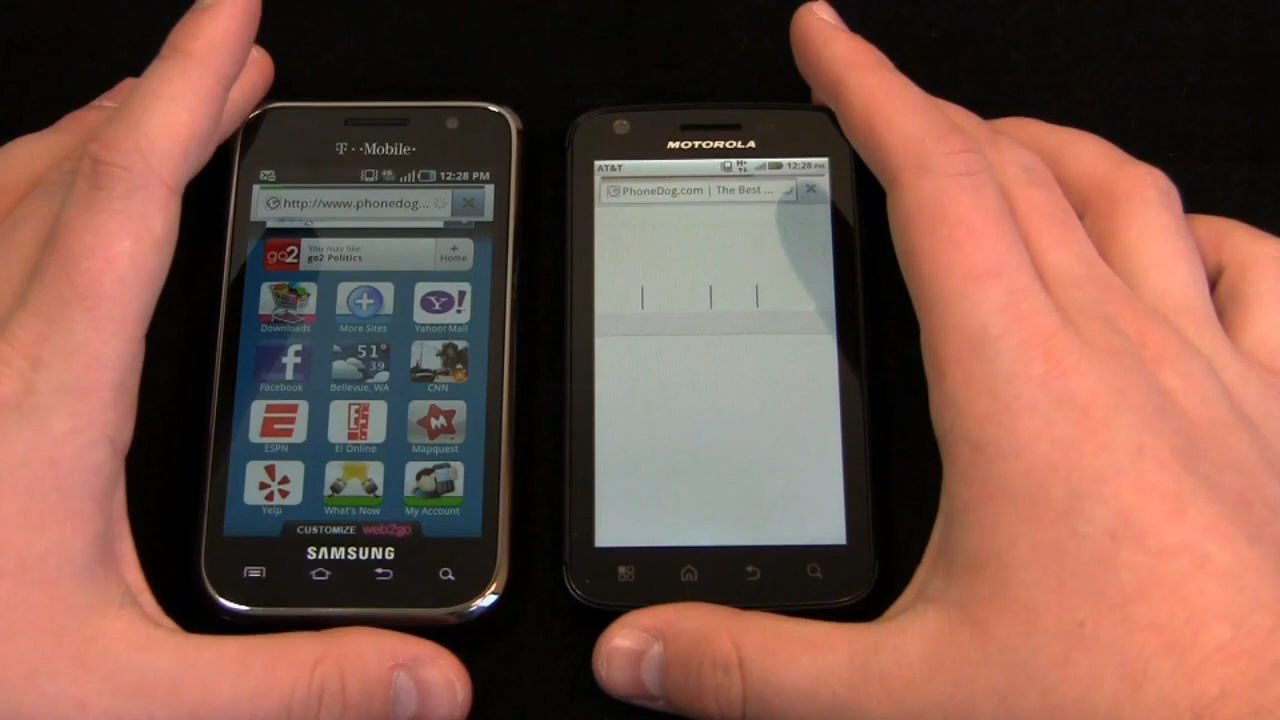 T··Mobile·
12:28 PM
http://www.phonedog...
go2
You may like:
go2 Politics
+
Home
Downloads
More Sites
Yahoo! Mail
Facebook
51°
39
Bellevue, WA
CNN
ESPN
E! Online
Mapquest
Yelp
What's Now
My Account
CUSTOMIZE web2go
SAMSUNG
MOTOROLA
AT&T
12:28 PM
PhoneDog.com | The Best ...